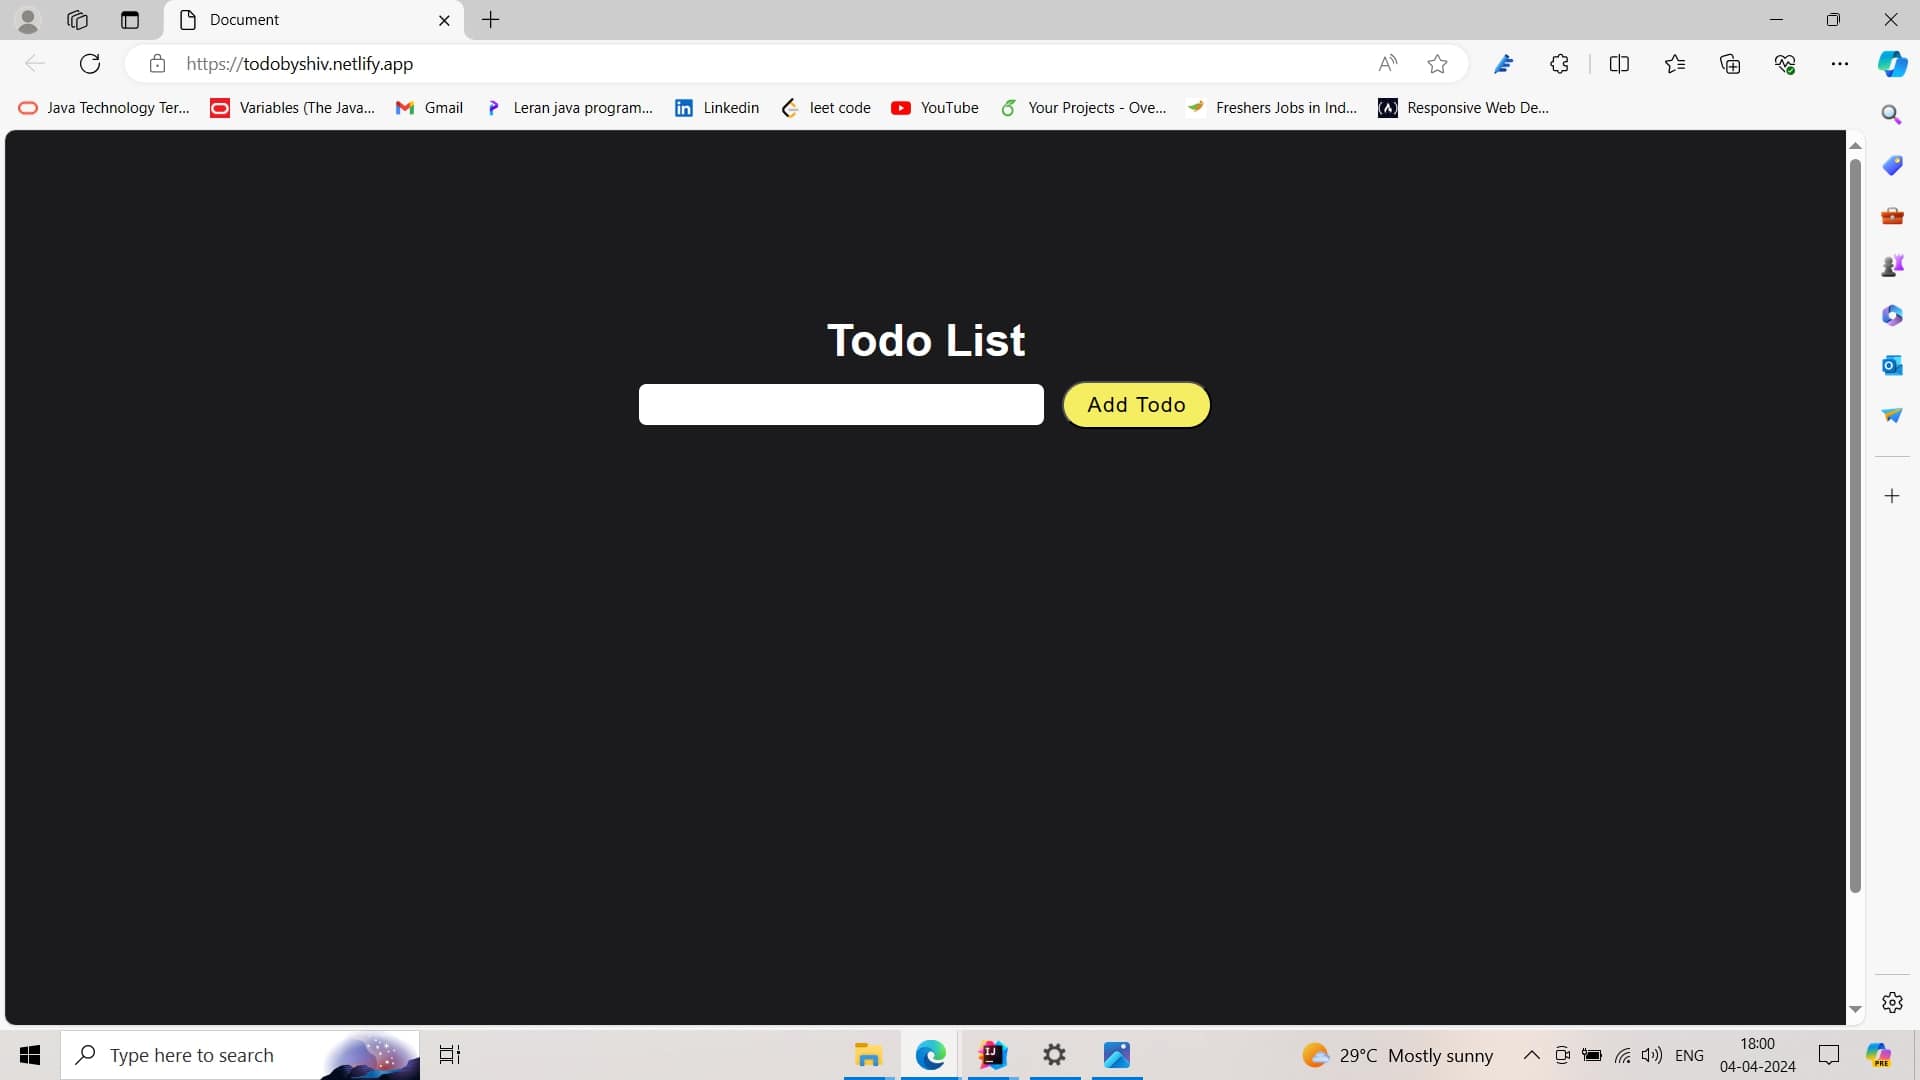 Document
https://todobyshiv.netlify.app
Java Technology Ter...
Variables (The Java...
Gmail
Leran java program...
Linkedin
leet code
YouTube
Your Projects - Ove...
Freshers Jobs in Ind...
Responsive Web De...
Todo List
Add Todo
Type here to search
29°C Mostly sunny
ENG
18:00
04-04-2024
PRE